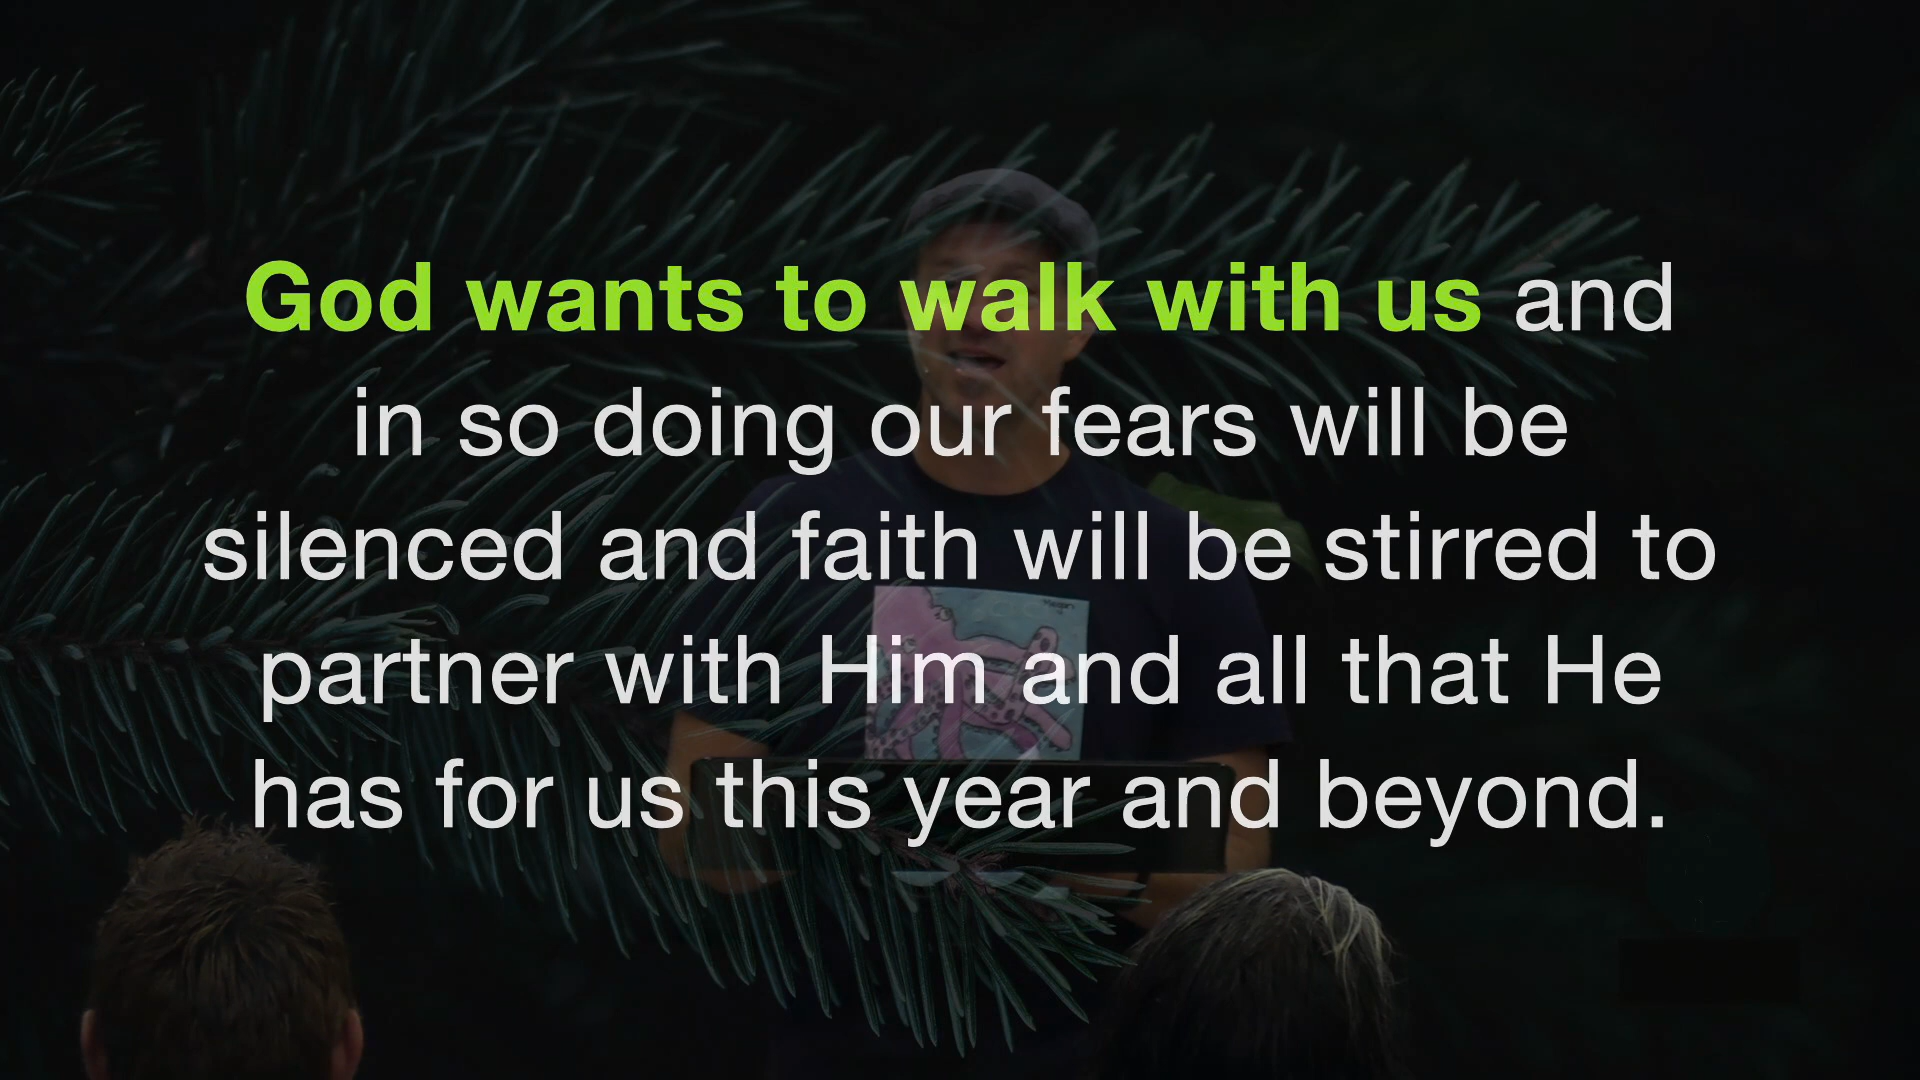 God wants to walk with us and
in so doing our fears will be
silenced and faith will be stirred to
partner with Him and all that He
has for us this year and beyond.